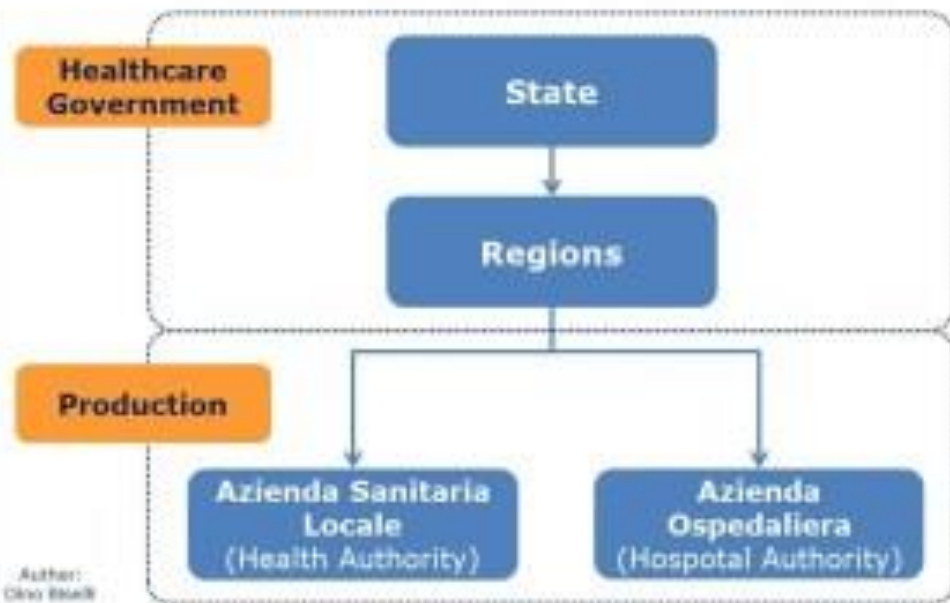 Healthcare
Government
State
Regions
Production
Azienda Sanitaria
Locale
(Health Authority)
Azienda
Ospedaliera
(Hospotal Authority)
Author: